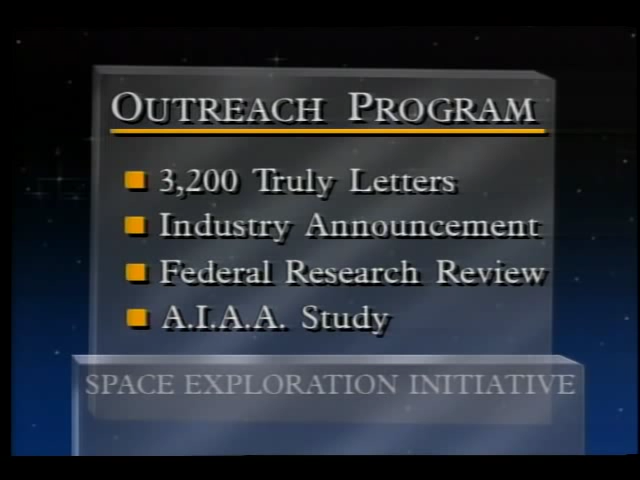 OUTREACH PROGRAM
3,200 Truly Letters
Industry Announcement
Federal Research Review
A.I.A.A. Study
SPACE EXPLORATION INITIATIVE